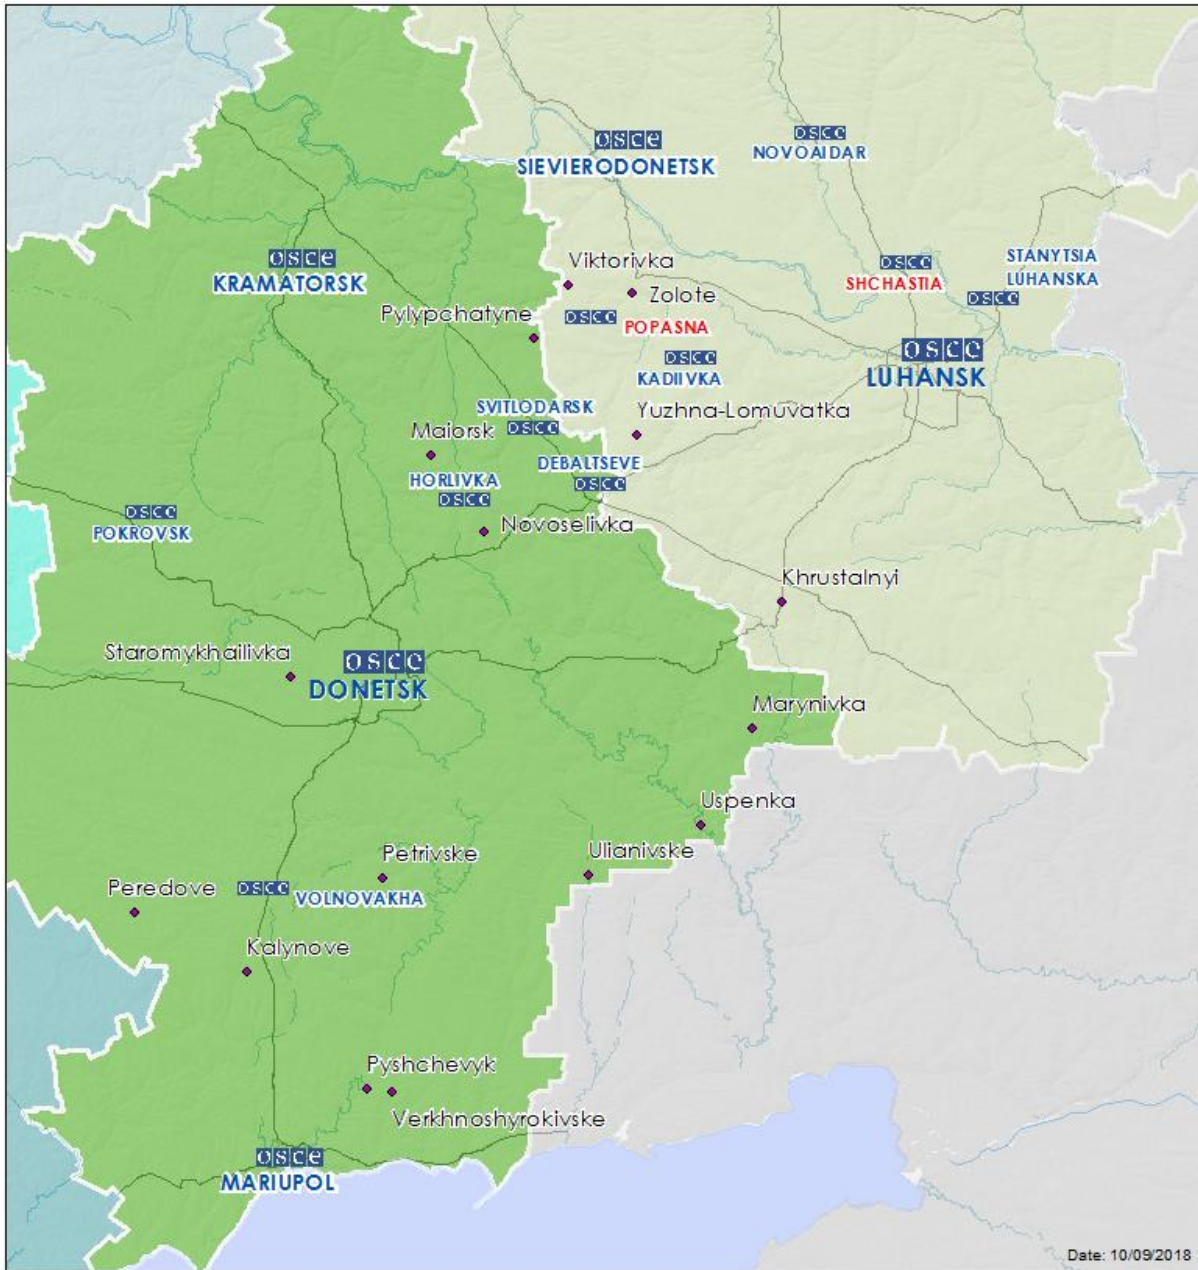 OSCE
SIEVIERODONETSK
OSCE
NOVOAIDAR
OSCE
KRAMATORSK
Viktorivka
Zolote
OSCE
SHCHASTIA
STANYTSIA
LUHANSKA
OSCE
Pylypchatyne
OSCE
POPASNA
OSCE
KADIIVKA
OSCE
LUHANSK
SVITLODARSK
OSCE
Yuzhna-Lomuvatka
Maiorsk
DEBALTSEVE
OSCE
HORLIVKA
OSCE
OSCE
POKROVSK
Novoselivka
Khrustalnyi
Staromykhailivka
OSCE
DONETSK
Marynivka
Uspenka
Petrivske
Ulianivske
Peredove
OSCE
VOLNOVAKHA
Kalynove
Pyshchevyk
Verkhnoshyrokivske
OSCE
MARIUPOL
Date: 10/09/2018